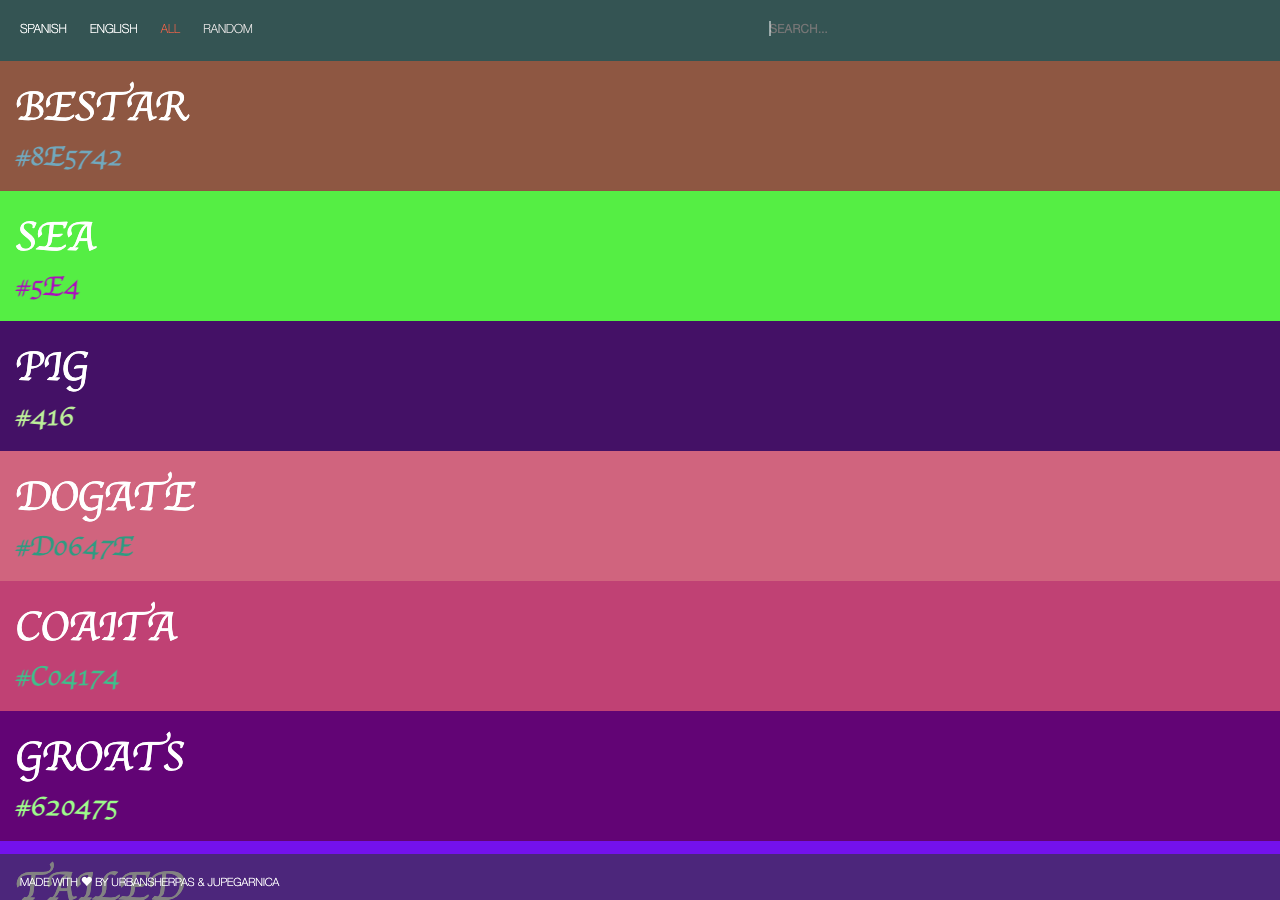 SPANISH ENGLISH ALL RANDOM SEARCH...
BESTAR
#8E5742
SEA
#5E4
PIG
#416
DOGATE
#D0647E
COAITA
#C04174
GROATS
#620475
TAILED
MADE WITH ♥ BY URBANSHERPAS & JUPEGARNICA